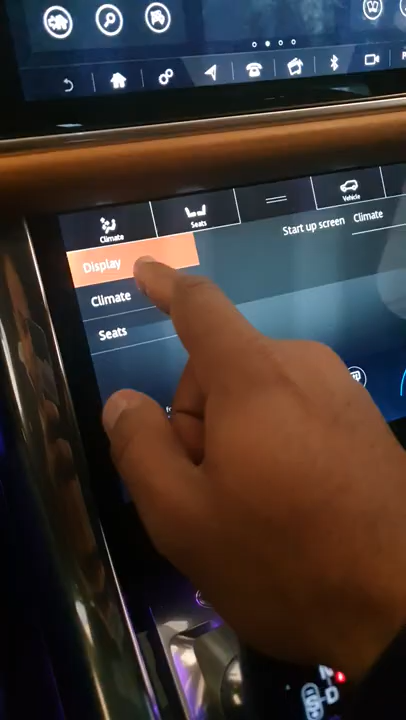 Climate
Seats
Vehicle
Start up screen Climate
Display
Climate
Seats
D